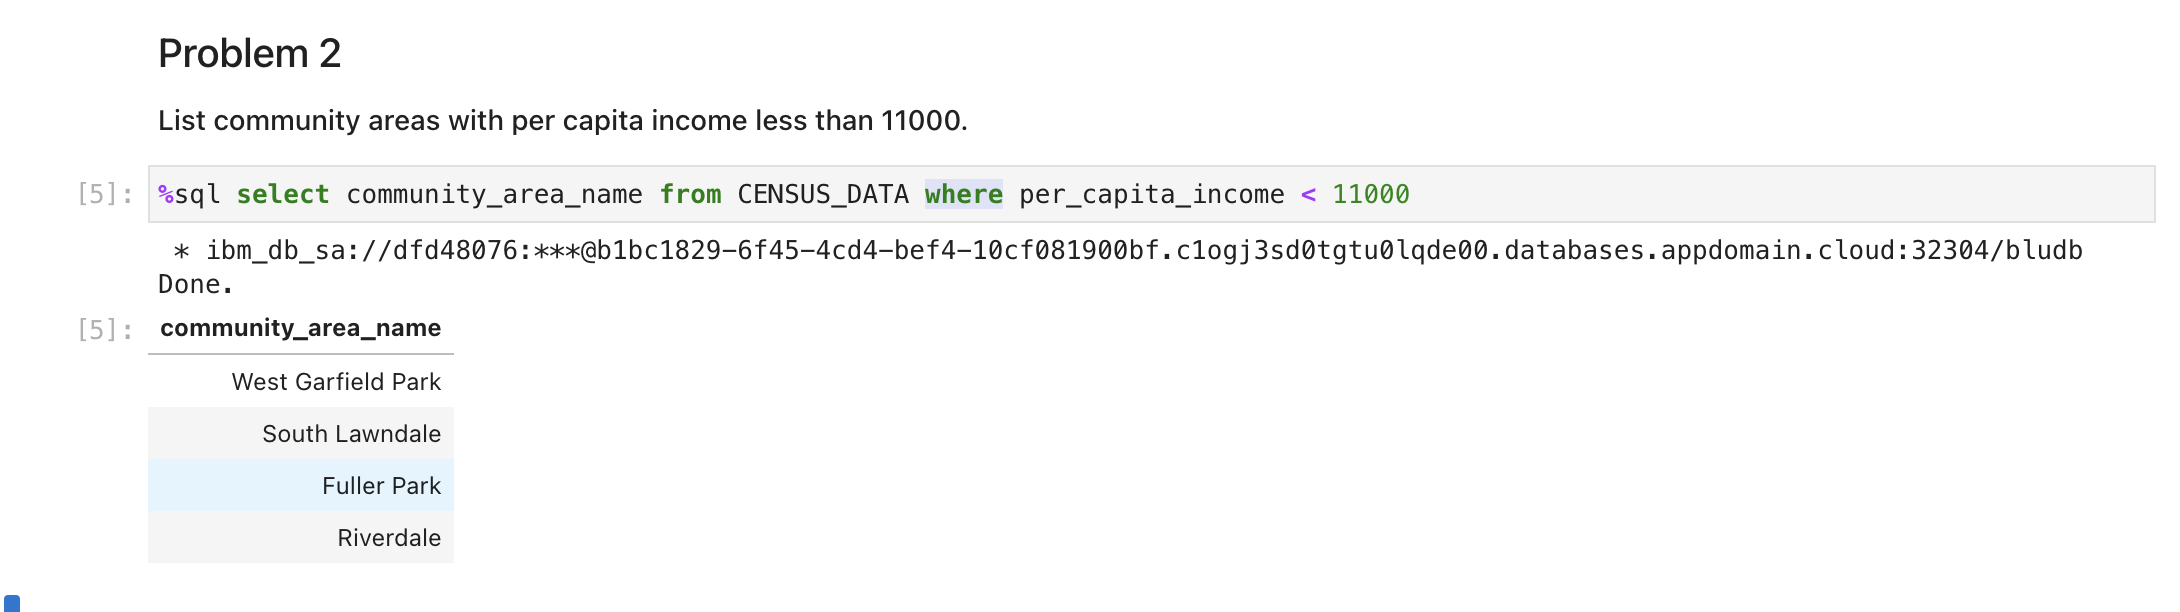 Problem 2
List community areas with per capita income less than 11000.
[5]: %sql select community_area_name from CENSUS_DATA where per_capita_income < 11000
* ibm_db_sa://dfd48076:***@b1bc1829-6f45-4cd4-bef4-10cf081900bf.c1ogj3sd0tgtu0lqde00.databases.appdomain.cloud:32304/bludb
Done.
[5]: community_area_name
West Garfield Park
South Lawndale
Fuller Park
Riverdale